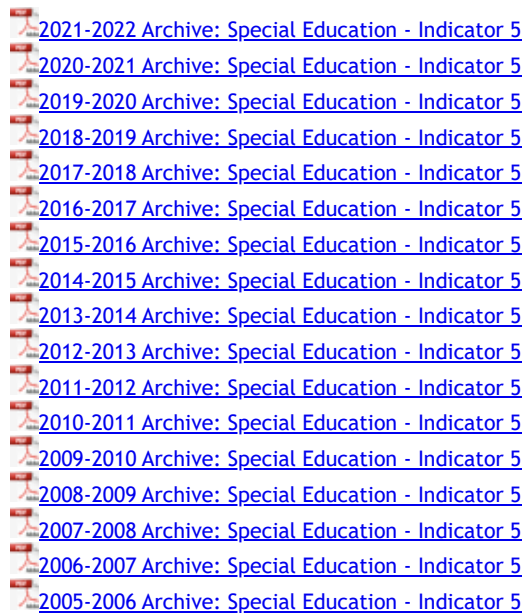 2021-2022 Archive: Special Education - Indicator 5
2020-2021 Archive: Special Education - Indicator 5
2019-2020 Archive: Special Education - Indicator 5
2018-2019 Archive: Special Education - Indicator 5
2017-2018 Archive: Special Education - Indicator 5
2016-2017 Archive: Special Education - Indicator 5
2015-2016 Archive: Special Education - Indicator 5
2014-2015 Archive: Special Education - Indicator 5
2013-2014 Archive: Special Education - Indicator 5
2012-2013 Archive: Special Education - Indicator 5
2011-2012 Archive: Special Education - Indicator 5
2010-2011 Archive: Special Education - Indicator 5
2009-2010 Archive: Special Education - Indicator 5
2008-2009 Archive: Special Education - Indicator 5
2007-2008 Archive: Special Education - Indicator 5
2006-2007 Archive: Special Education - Indicator 5
2005-2006 Archive: Special Education - Indicator 5